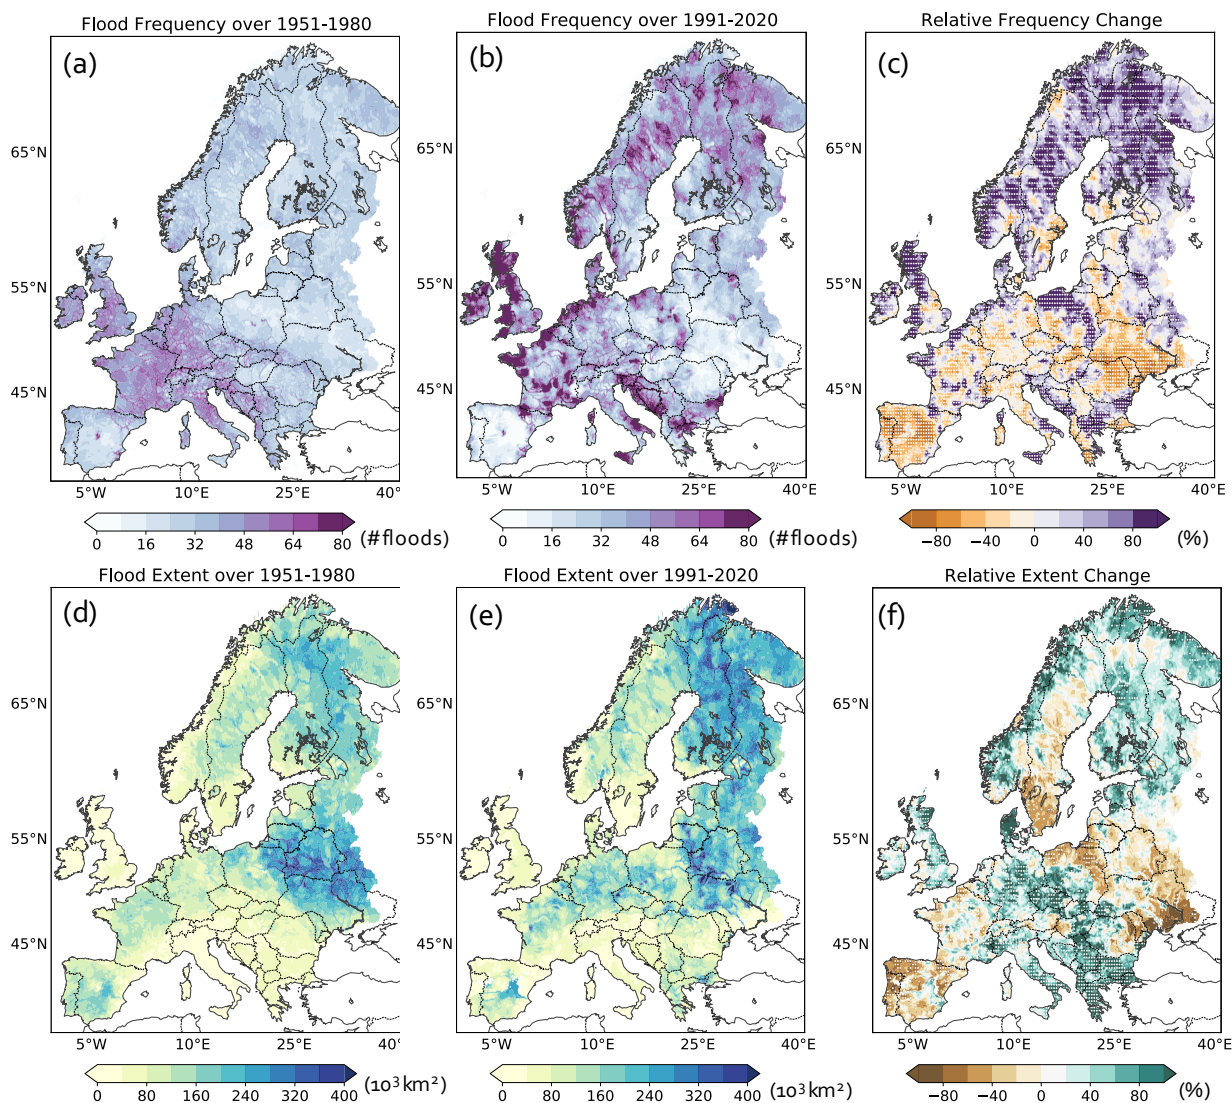 Flood Frequency over 1951-1980
Flood Frequency over 1991-2020
Relative Frequency Change
(a)
(b)
(c)
65°N
65°N
65°N
55°N
55°N
55°N
45°N
45°N
45°N
5°W 10°E 25°E 40°
5°W 10°E 25°E 40°E
5°W 10°E 25°E 40°E
0 16 32 48 64 80 (#floods)
0 16 32 48 64 80 (#floods)
−80 −40 0 40 80 (%)
Flood Extent over 1951-1980
Flood Extent over 1991-2020
Relative Extent Change
(d)
(e)
(f)
65°N
65°N
65°N
55°N
55°N
55°N
45°N
45°N
45°N
5°W 10°E 25°E 40°
5°W 10°E 25°E 40°E
5°W 10°E 25°E 40°E
0 80 160 240 320 400 (10³km²)
0 80 160 240 320 400 (10³km²)
−80 −40 0 40 80 (%)